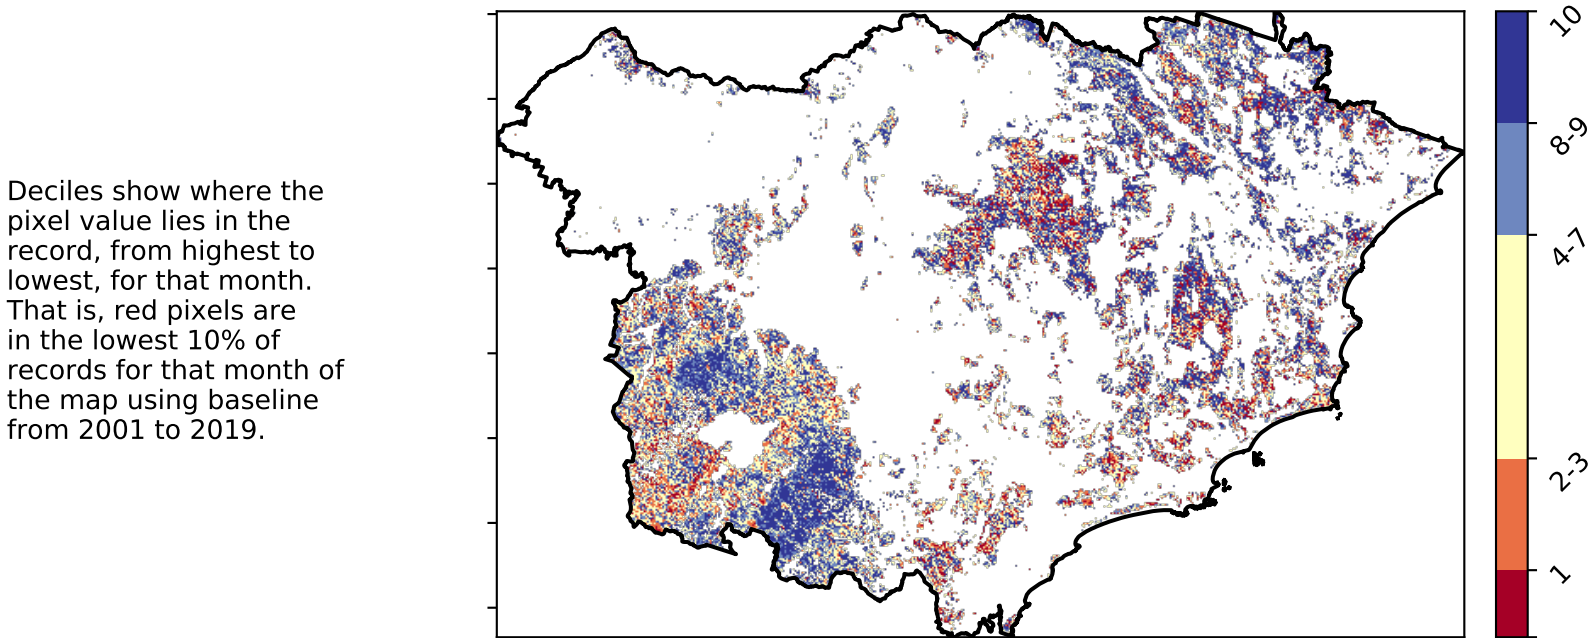 Deciles show where the
pixel value lies in the
record, from highest to
lowest, for that month.
That is, red pixels are
in the lowest 10% of
records for that month of
the map using baseline
from 2001 to 2019.
10
8-9
4-7
2-3
1